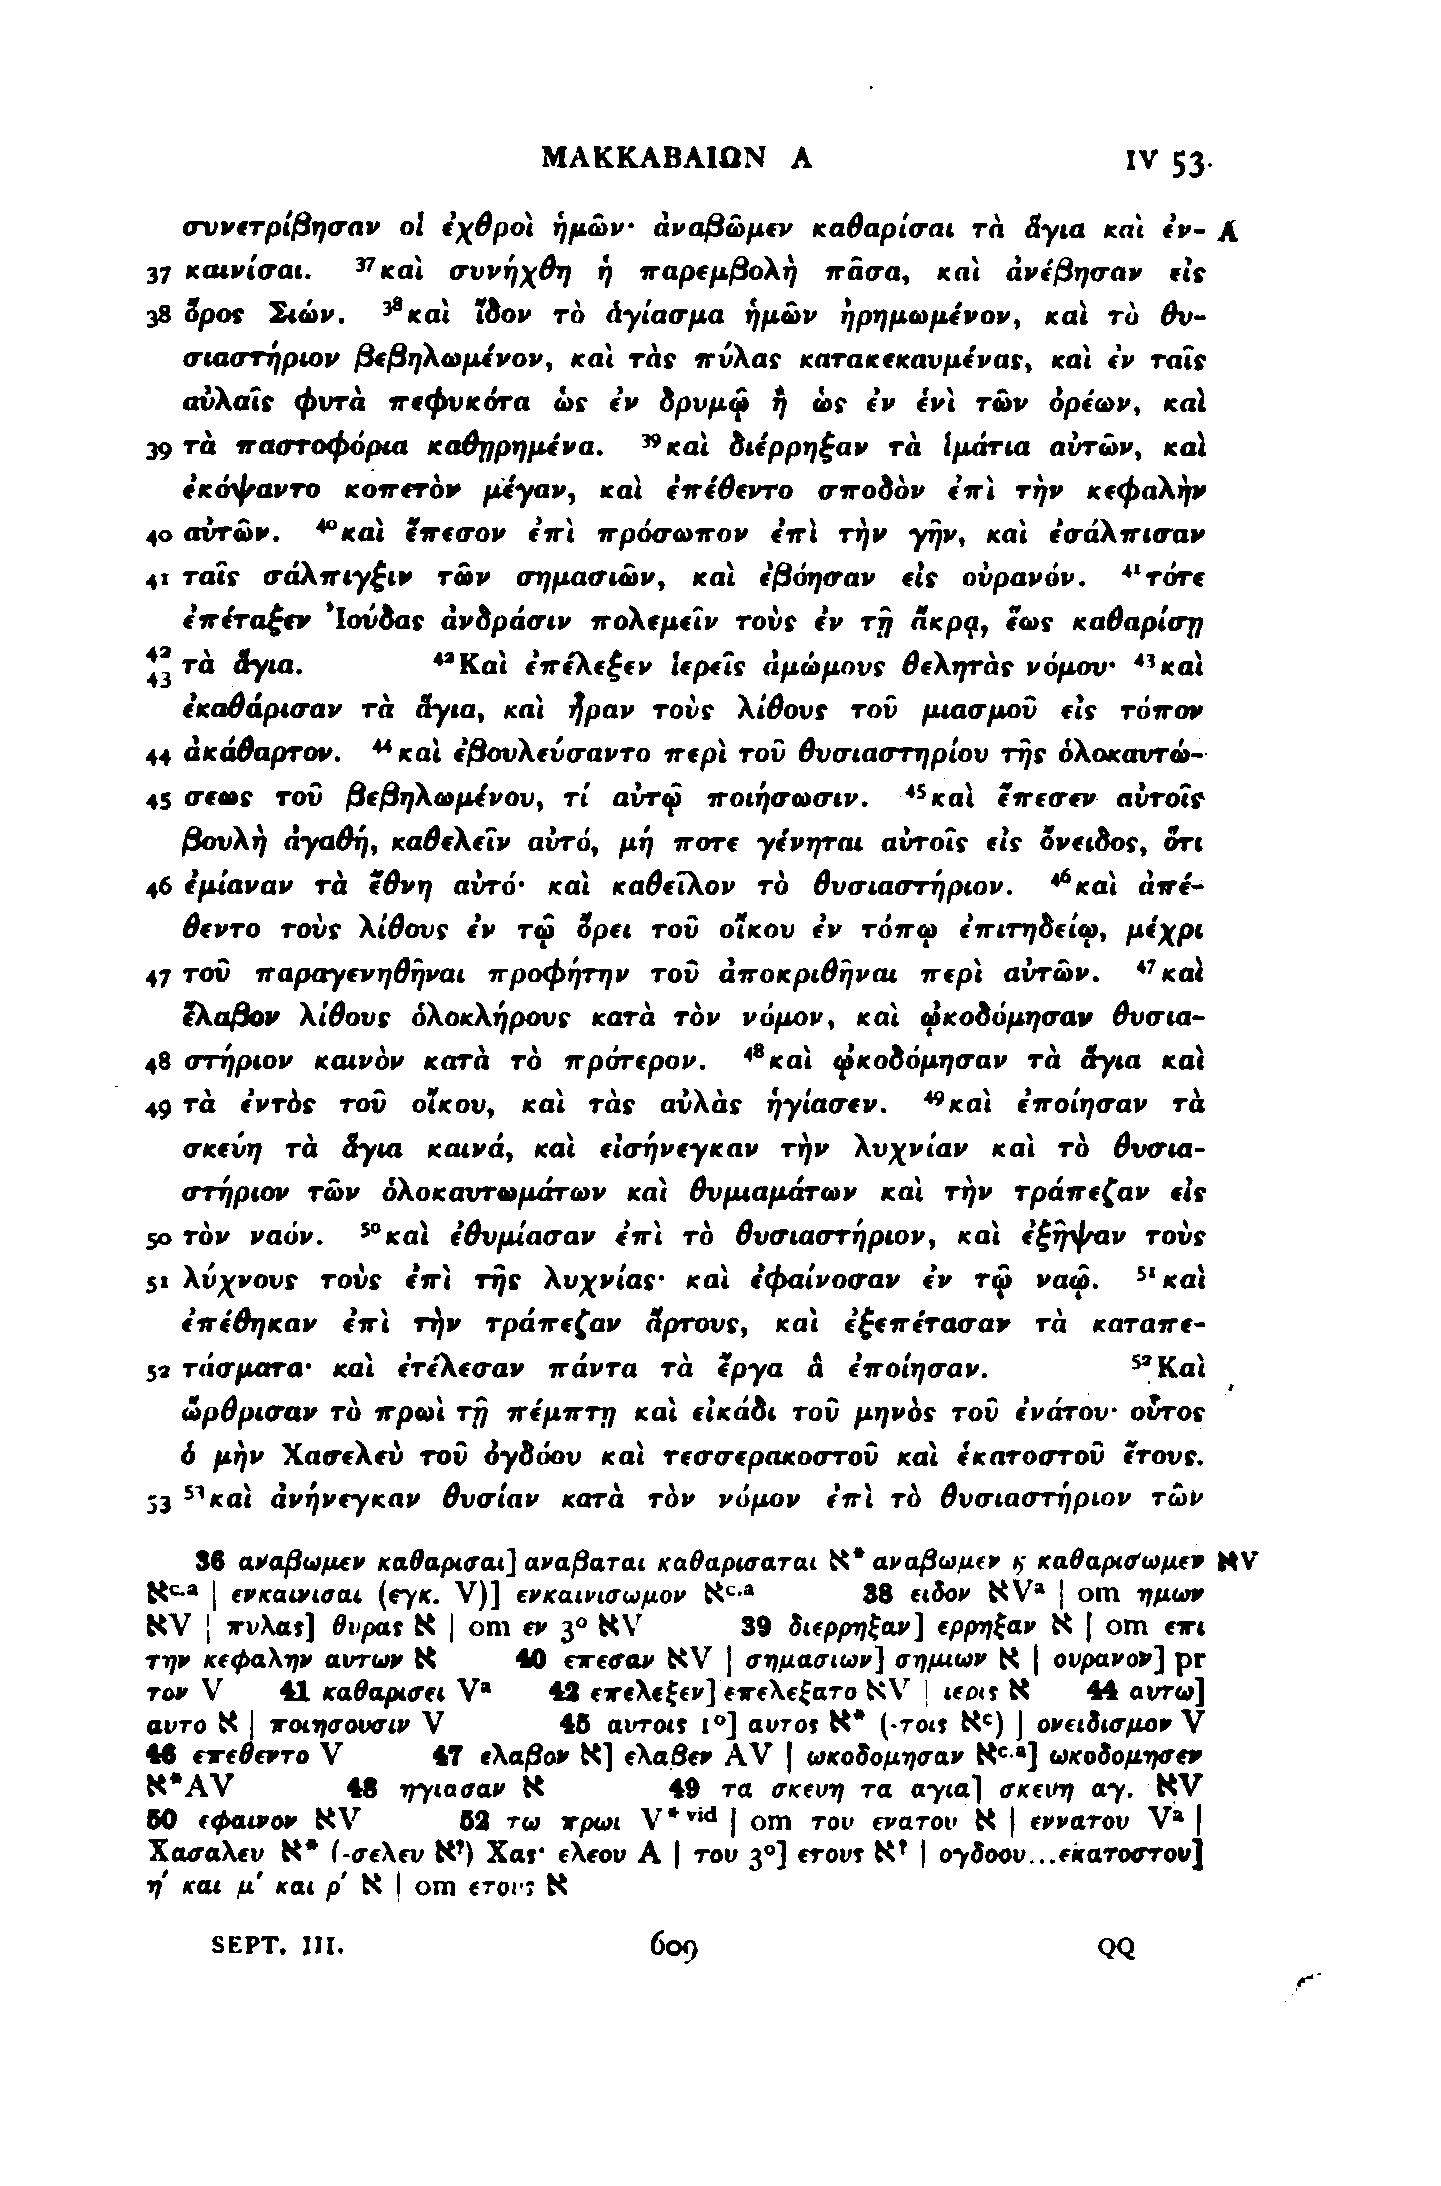 ΜΑΚΚΑΒΑΙΩΝ Α IV 53.
συνετρίβησαν οἱ ἐχθροὶ ἡμῶν· ἀναβῶμεν καθαρίσαι τὰ ἅγια καὶ ἐν- A
37 καινίσαι. ³⁷καὶ συνήχθη ἡ παρεμβολὴ πᾶσα, καὶ ἀνέβησαν εἰς
38 ὄρος Σιών. ³⁸καὶ ἴδον τὸ ἁγίασμα ἡμῶν ἠρημωμένον, καὶ τὸ θυ-
σιαστήριον βεβηλωμένον, καὶ τὰς πύλας κατακεκαυμένας, καὶ ἐν ταῖς
αὐλαῖς φυτὰ πεφυκότα ὡς ἐν δρυμῷ ἢ ὡς ἐν ἑνὶ τῶν ὀρέων, καὶ
39 τὰ παστοφόρια καθῃρημένα. ³⁹καὶ διέρρηξαν τὰ ἱμάτια αὐτῶν, καὶ
ἐκόψαντο κοπετὸν μέγαν, καὶ ἐπέθεντο σποδὸν ἐπὶ τὴν κεφαλὴν
40 αὐτῶν. ⁴⁰καὶ ἔπεσον ἐπὶ πρόσωπον ἐπὶ τὴν γῆν, καὶ ἐσάλπισαν
41 ταῖς σάλπιγξιν τῶν σημασιῶν, καὶ ἐβόησαν εἰς οὐρανόν. ⁴¹τότε
ἐπέταξεν Ἰούδας ἀνδράσιν πολεμεῖν τοὺς ἐν τῇ ἄκρᾳ, ἕως καθαρίσῃ
42 43 τὰ ἅγια. ⁴²Καὶ ἐπέλεξεν ἱερεῖς ἀμώμους θελητὰς νόμου· ⁴³καὶ
ἐκαθάρισαν τὰ ἅγια, καὶ ἦραν τοὺς λίθους τοῦ μιασμοῦ εἰς τόπον
44 ἀκάθαρτον. ⁴⁴καὶ ἐβουλεύσαντο περὶ τοῦ θυσιαστηρίου τῆς ὁλοκαυτώ-
45 σεως τοῦ βεβηλωμένου, τί αὐτῷ ποιήσωσιν. ⁴⁵καὶ ἔπεσεν αὐτοῖς
βουλὴ ἀγαθή, καθελεῖν αὐτό, μή ποτε γένηται αὐτοῖς εἰς ὄνειδος, ὅτι
46 ἐμίαναν τὰ ἔθνη αὐτό· καὶ καθεῖλον τὸ θυσιαστήριον. ⁴⁶καὶ ἀπέ-
θεντο τοὺς λίθους ἐν τῷ ὄρει τοῦ οἴκου ἐν τόπῳ ἐπιτηδείῳ, μέχρι
47 τοῦ παραγενηθῆναι προφήτην τοῦ ἀποκριθῆναι περὶ αὐτῶν. ⁴⁷καὶ
ἔλαβον λίθους ὁλοκλήρους κατὰ τὸν νόμον, καὶ ᾠκοδόμησαν θυσια-
48 στήριον καινὸν κατὰ τὸ πρότερον. ⁴⁸καὶ ᾠκοδόμησαν τὰ ἅγια καὶ
49 τὰ ἐντὸς τοῦ οἴκου, καὶ τὰς αὐλὰς ἡγίασεν. ⁴⁹καὶ ἐποίησαν τὰ
σκεύη τὰ ἅγια καινά, καὶ εἰσήνεγκαν τὴν λυχνίαν καὶ τὸ θυσια-
στήριον τῶν ὁλοκαυτωμάτων καὶ θυμιαμάτων καὶ τὴν τράπεζαν εἰς
50 τὸν ναόν. ⁵⁰καὶ ἐθυμίασαν ἐπὶ τὸ θυσιαστήριον, καὶ ἐξῆψαν τοὺς
51 λύχνους τοὺς ἐπὶ τῆς λυχνίας· καὶ ἐφαίνοσαν ἐν τῷ ναῷ. ⁵¹καὶ
ἐπέθηκαν ἐπὶ τὴν τράπεζαν ἄρτους, καὶ ἐξεπέτασαν τὰ καταπε-
52 τάσματα· καὶ ἐτέλεσαν πάντα τὰ ἔργα ἃ ἐποίησαν. ⁵²Καὶ
ὤρθρισαν τὸ πρωὶ τῇ πέμπτῃ καὶ εἰκάδι τοῦ μηνὸς τοῦ ἐνάτου· οὗτος
ὁ μὴν Χασελεὺ τοῦ ὀγδόου καὶ τεσσερακοστοῦ καὶ ἑκατοστοῦ ἔτους.
53 ⁵³καὶ ἀνήνεγκαν θυσίαν κατὰ τὸν νόμον ἐπὶ τὸ θυσιαστήριον τῶν
36 αναβωμεν καθαρισαι] αναβαται καθαρισαται ℵ* αναβωμεν ϗ καθαρισωμεν ℵV
ℵc.a | ενκαινισαι (εγκ. V)] ενκαινισωμον ℵc.a 38 ειδον ℵVa | om ημων
ℵV | πυλας] θυρας ℵ | om εν 3° ℵV 39 διερρηξαν] ερρηξαν ℵ | om επι
την κεφαλην αυτων ℵ 40 επεσαν ℵV | σημασιων] σημιων ℵ | ουρανον] pr
τον V 41 καθαρισει Va 42 επελεξεν] επελεξατο ℵV | ιερις ℵ 44 αυτω]
αυτο ℵ | ποιησουσιν V 45 αυτοις 1°] αυτος ℵ* (-τοις ℵc) | ονειδισμον V
46 επεθεντο V 47 ελαβον ℵ] ελαβεν AV | ωκοδομησαν ℵc.a] ωκοδομησεν
ℵ*AV 48 ηγιασαν ℵ 49 τα σκευη τα αγια] σκευη αγ. ℵV
50 εφαινον ℵV 52 τω πρωι V*vid | om του ενατου ℵ | εννατου Va |
Χασαλευ ℵ* (-σελευ ℵ?) Χασ· ελεου A | του 3°] ετους ℵ? | ογδοου...εκατοστου]
η′ και μ′ και ρ′ ℵ | om ετους ℵ
SEPT. III. 609 QQ